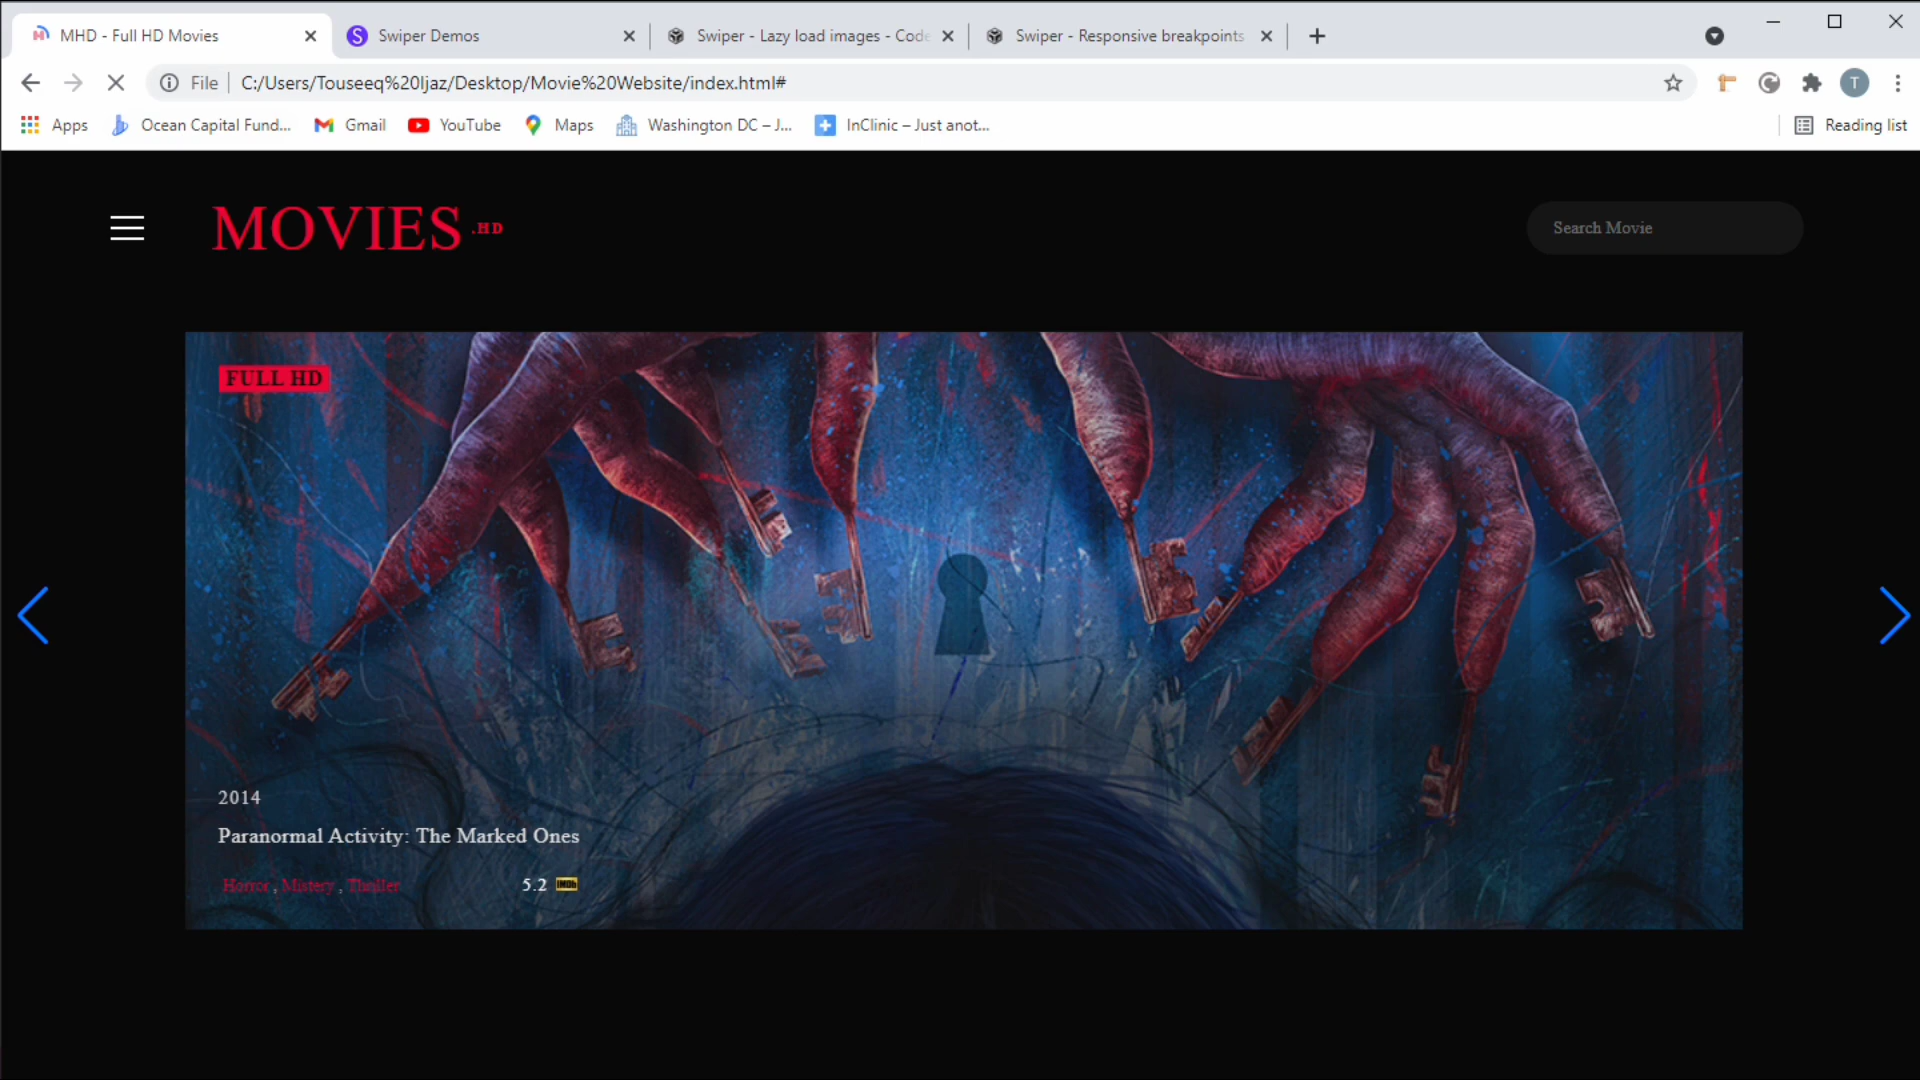 MHD - Full HD Movies
Swiper Demos
Swiper - Lazy load images - Code
Swiper - Responsive breakpoints
File
C:/Users/Touseeq%20Ijaz/Desktop/Movie%20Website/index.html#
T
Apps
Ocean Capital Fund...
Gmail
YouTube
Maps
Washington DC – J...
InClinic – Just anot...
Reading list
MOVIES .HD
Search Movie
FULL HD
2014
Paranormal Activity: The Marked Ones
Horror , Mistery , Thriller
5.2 IMDb